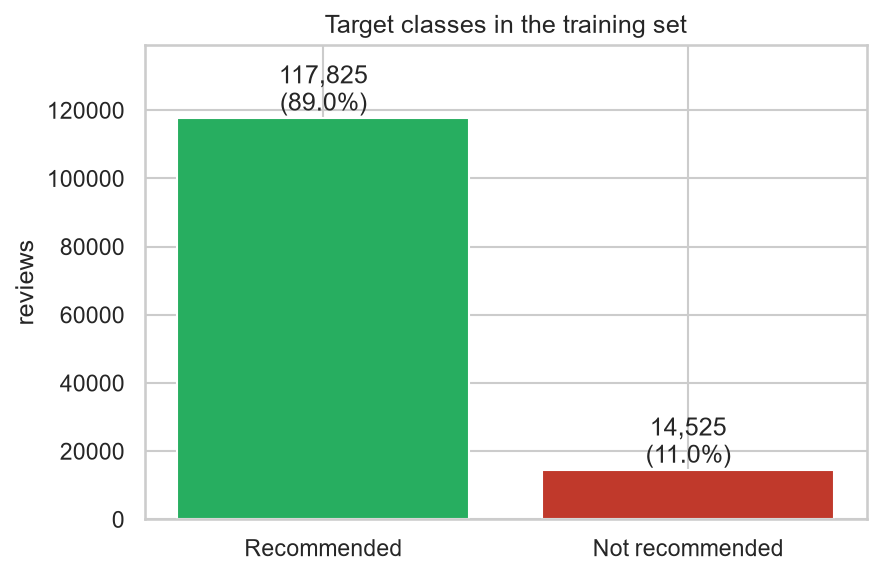 Target classes in the training set
117,825
(89.0%)
120000
100000
80000
60000
40000
20000
0
reviews
14,525
(11.0%)
Recommended
Not recommended